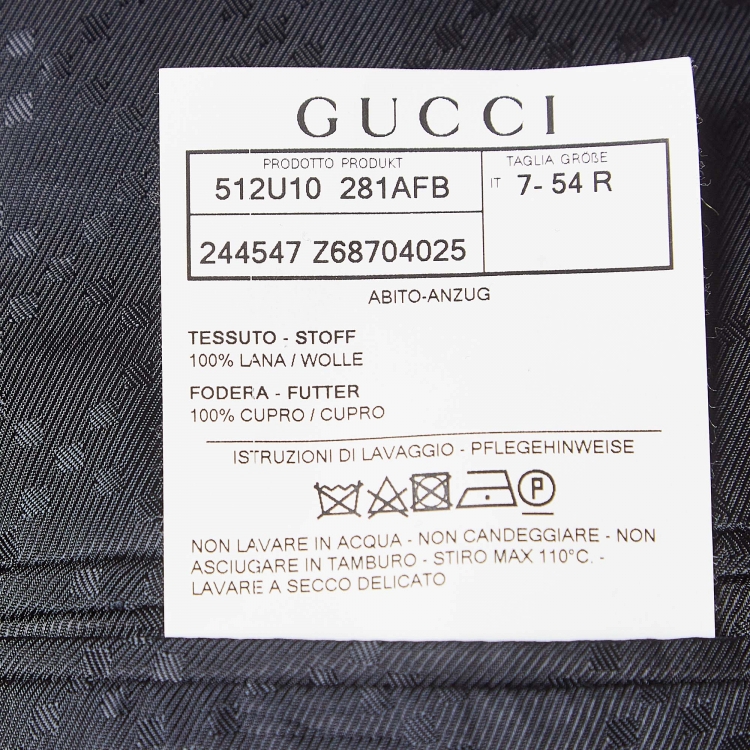 GUCCI
PRODOTTO PRODUKT
512U10 281AFB
TAGLIA GRÖßE
IT 7- 54 R
244547 Z68704025
ABITO-ANZUG
TESSUTO - STOFF
100% LANA / WOLLE
FODERA - FUTTER
100% CUPRO / CUPRO
ISTRUZIONI DI LAVAGGIO - PFLEGEHINWEISE
P
NON LAVARE IN ACQUA - NON CANDEGGIARE - NON
ASCIUGARE IN TAMBURO - STIRO MAX 110°C. -
LAVARE A SECCO DELICATO